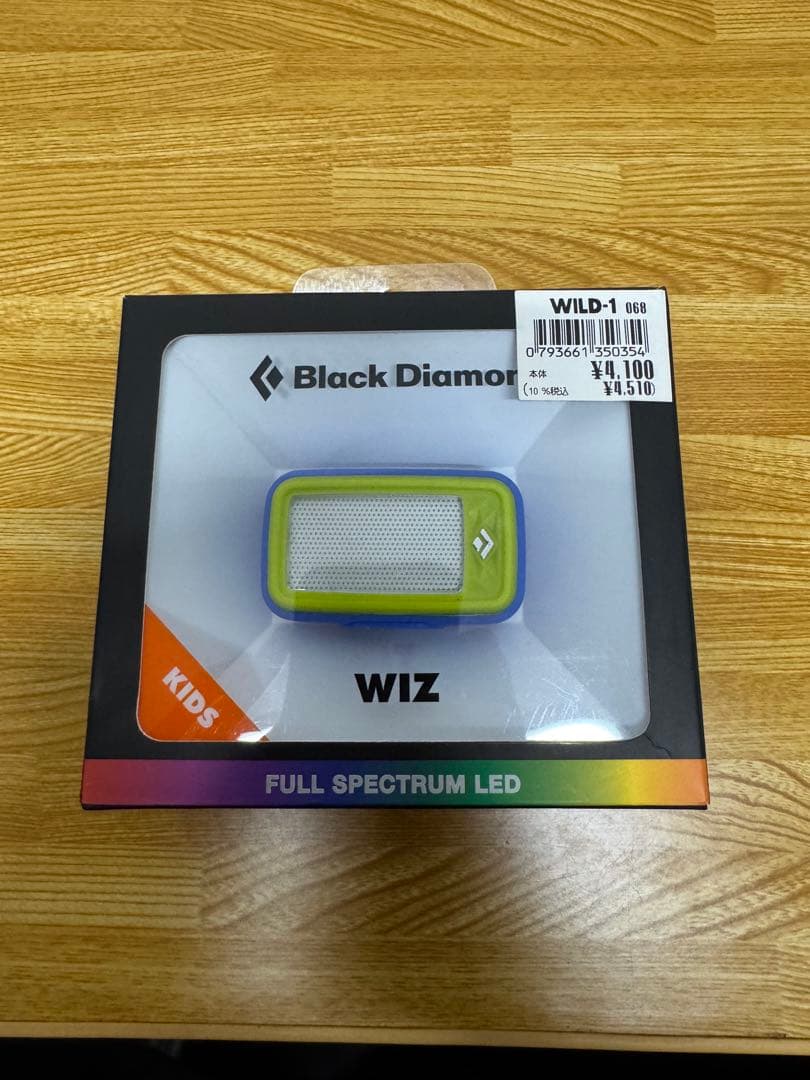 WILD-1 068
0 793661 350354
本体 ¥4,100
(10 %税込 ¥4,510)
Black Diamon
WIZ
KIDS
FULL SPECTRUM LED